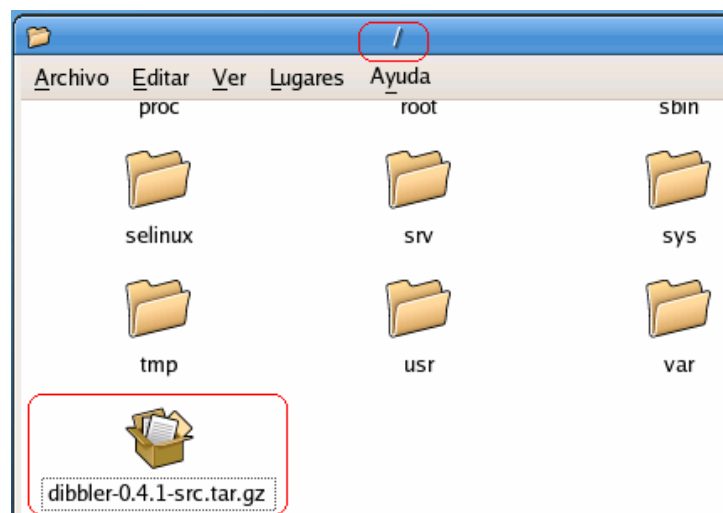 /
Archivo Editar Ver Lugares Ayuda
proc root sbin
selinux srv sys
tmp usr var
dibbler-0.4.1-src.tar.gz